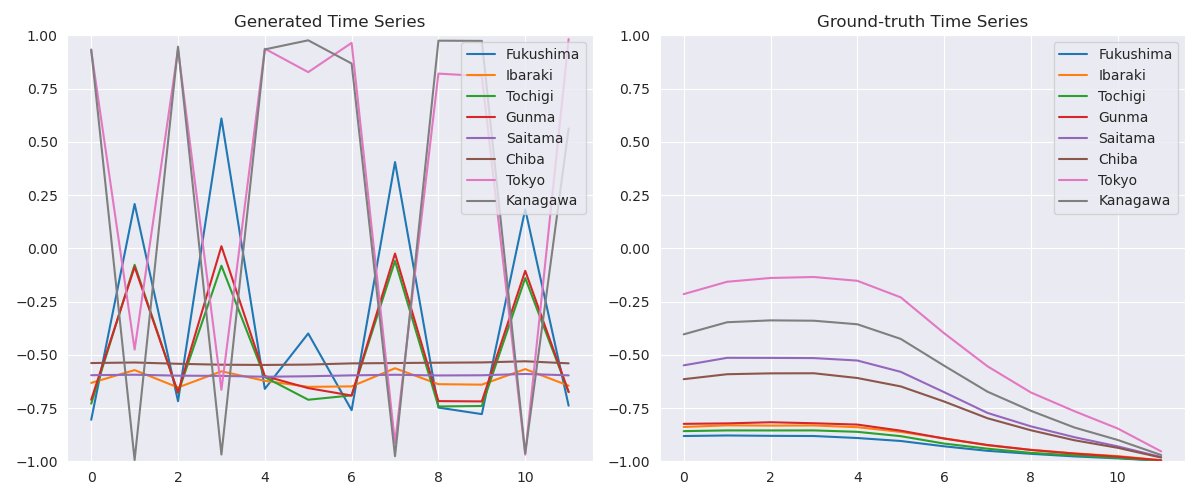 Generated Time Series
1.00
0.75
0.50
0.25
0.00
−0.25
−0.50
−0.75
−1.00
0 2 4 6 8 10
Fukushima
Ibaraki
Tochigi
Gunma
Saitama
Chiba
Tokyo
Kanagawa
Ground-truth Time Series
1.00
0.75
0.50
0.25
0.00
−0.25
−0.50
−0.75
−1.00
0 2 4 6 8 10
Fukushima
Ibaraki
Tochigi
Gunma
Saitama
Chiba
Tokyo
Kanagawa